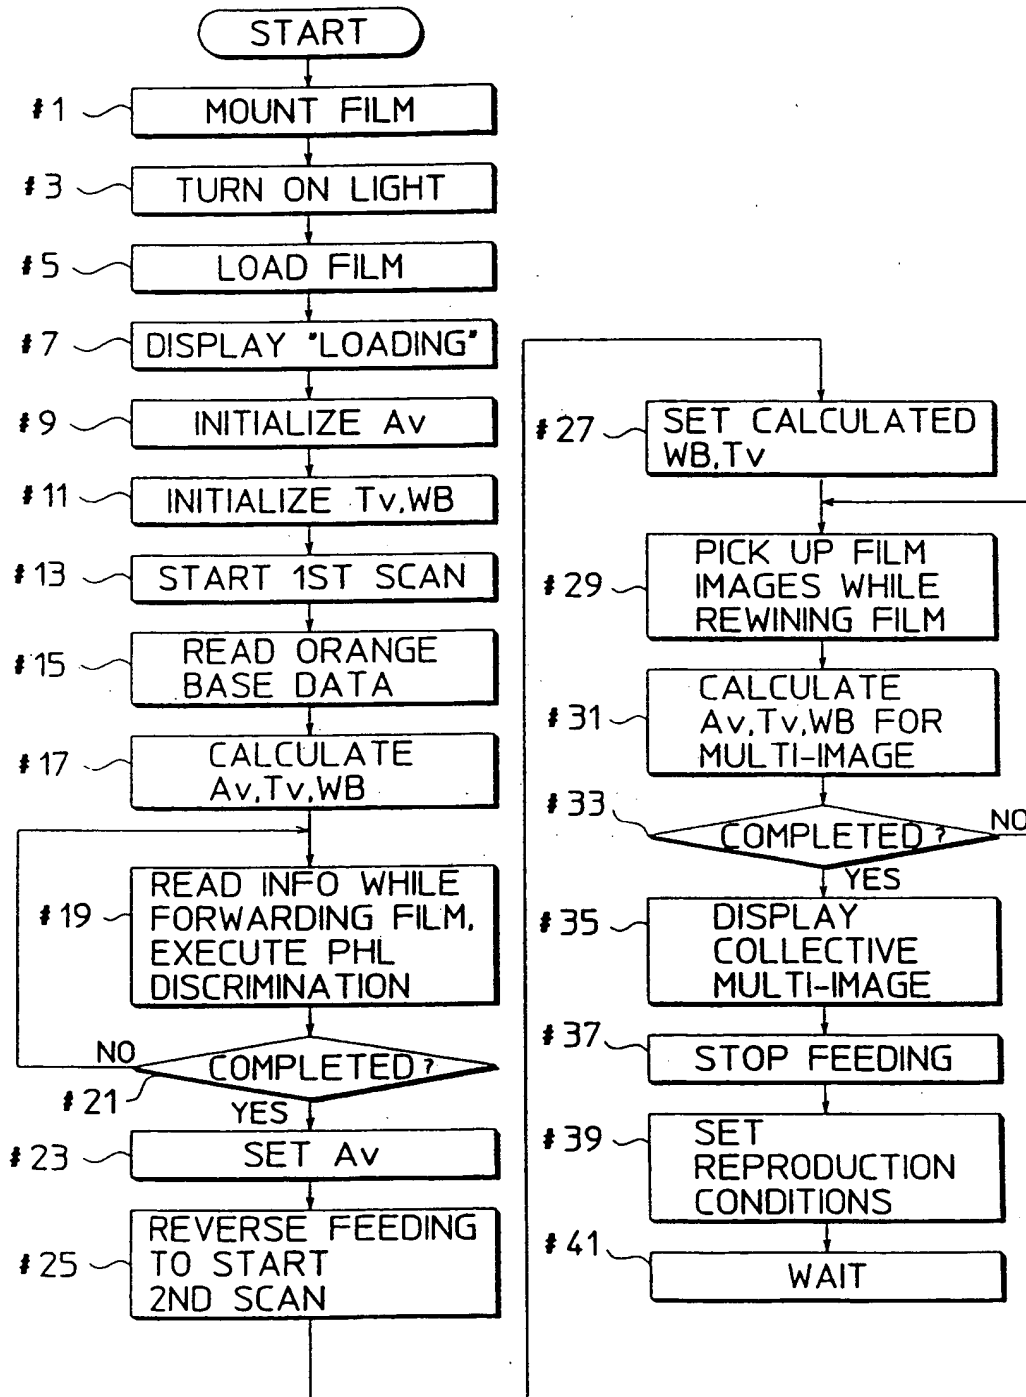 START
#1 MOUNT FILM
#3 TURN ON LIGHT
#5 LOAD FILM
#7 DISPLAY "LOADING"
#9 INITIALIZE Av
#11 INITIALIZE Tv,WB
#13 START 1ST SCAN
#15 READ ORANGE
BASE DATA
#17 CALCULATE
Av,Tv,WB
#19 READ INFO WHILE
FORWARDING FILM,
EXECUTE PHL
DISCRIMINATION
NO
COMPLETED?
#21
YES
#23 SET Av
#25 REVERSE FEEDING
TO START
2ND SCAN
#27 SET CALCULATED
WB,Tv
#29 PICK UP FILM
IMAGES WHILE
REWINING FILM
#31 CALCULATE
Av,Tv,WB FOR
MULTI-IMAGE
#33
COMPLETED?
NO
YES
#35 DISPLAY
COLLECTIVE
MULTI-IMAGE
#37 STOP FEEDING
#39 SET
REPRODUCTION
CONDITIONS
#41 WAIT